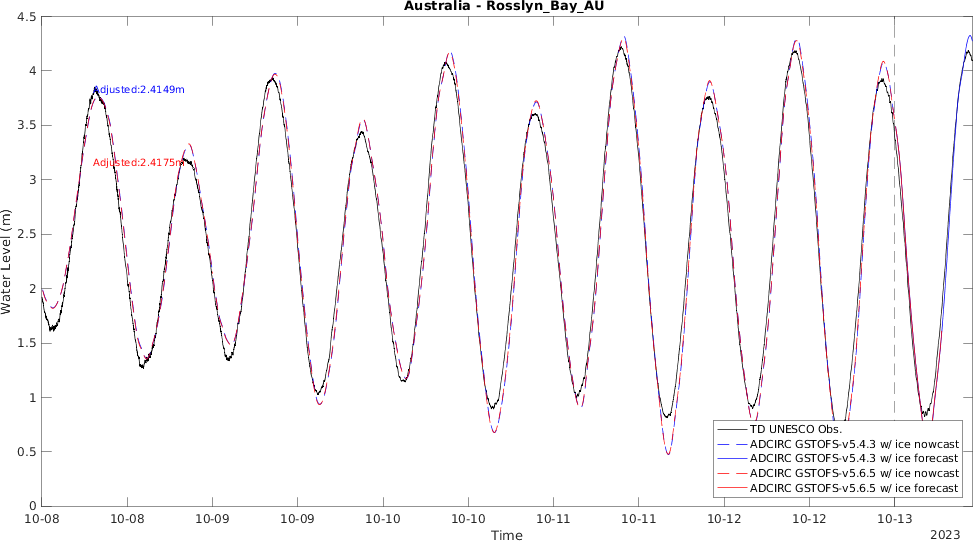 Australia - Rosslyn_Bay_AU
4.5
4
3.5
3
2.5
2
1.5
1
0.5
0
Water Level (m)
Adjusted:2.4149m
Adjusted:2.4175m
TD UNESCO Obs.
ADCIRC GSTOFS-v5.4.3 w/ ice nowcast
ADCIRC GSTOFS-v5.4.3 w/ ice forecast
ADCIRC GSTOFS-v5.6.5 w/ ice nowcast
ADCIRC GSTOFS-v5.6.5 w/ ice forecast
10-08 10-08 10-09 10-09 10-10 10-10 10-11 10-11 10-12 10-12 10-13
Time
2023